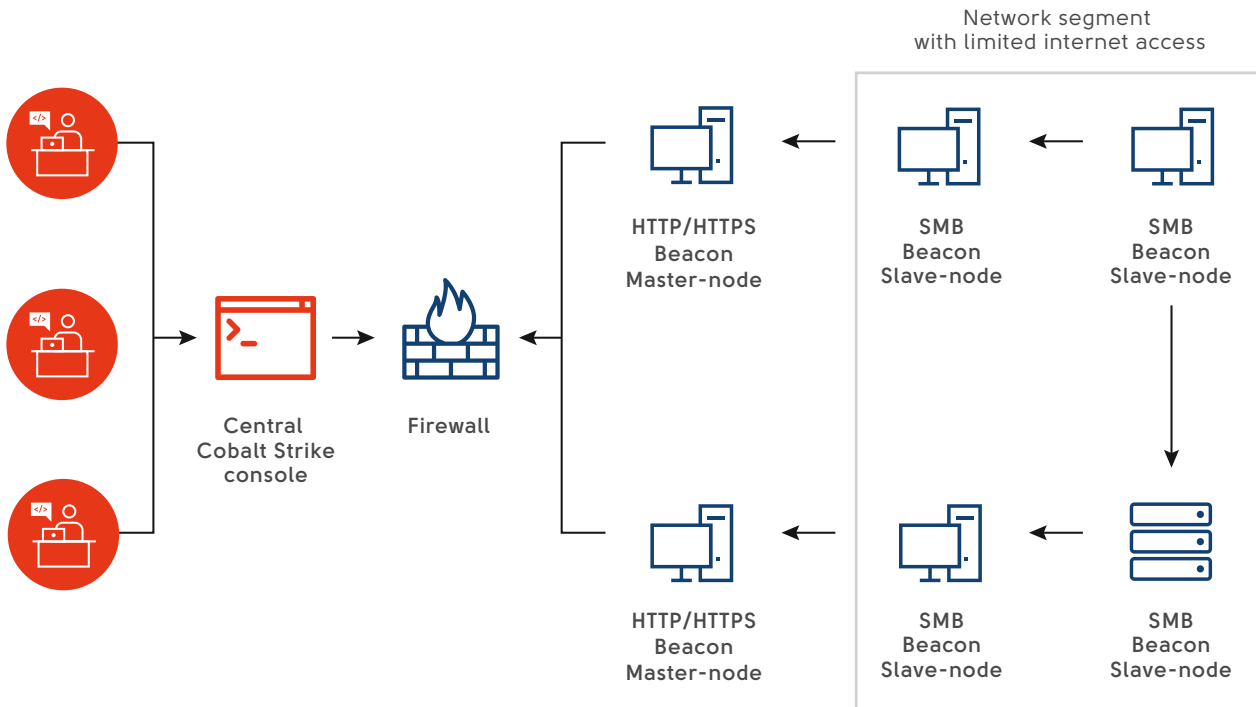 Network segment
with limited internet access
</>
HTTP/HTTPS
Beacon
Master-node
SMB
Beacon
Slave-node
SMB
Beacon
Slave-node
</>
>_
Central
Cobalt Strike
console
Firewall
</>
HTTP/HTTPS
Beacon
Master-node
SMB
Beacon
Slave-node
SMB
Beacon
Slave-node